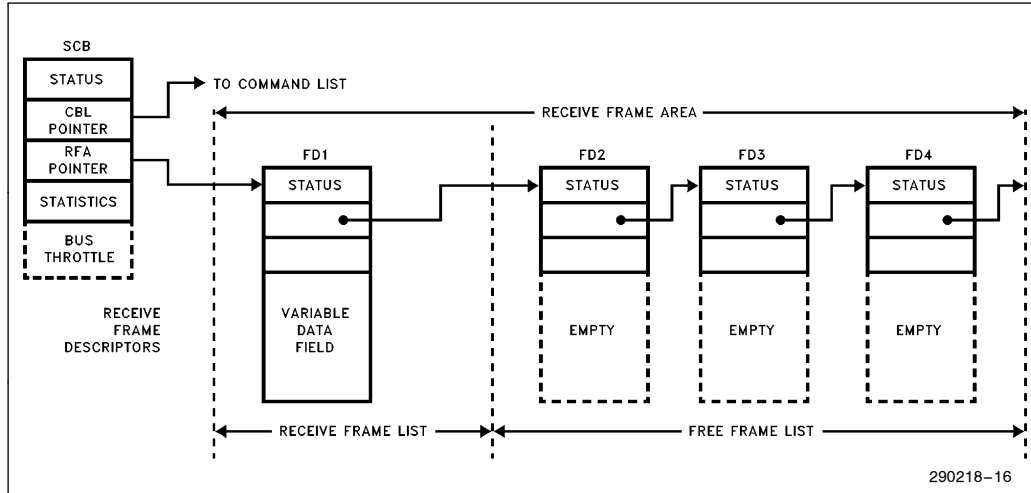 SCB
STATUS
CBL
POINTER
RFA
POINTER
STATISTICS
BUS
THROTTLE
TO COMMAND LIST
RECEIVE FRAME AREA
RECEIVE
FRAME
DESCRIPTORS
FD1
STATUS
VARIABLE
DATA
FIELD
FD2
STATUS
EMPTY
FD3
STATUS
EMPTY
FD4
STATUS
EMPTY
RECEIVE FRAME LIST
FREE FRAME LIST
290218–16